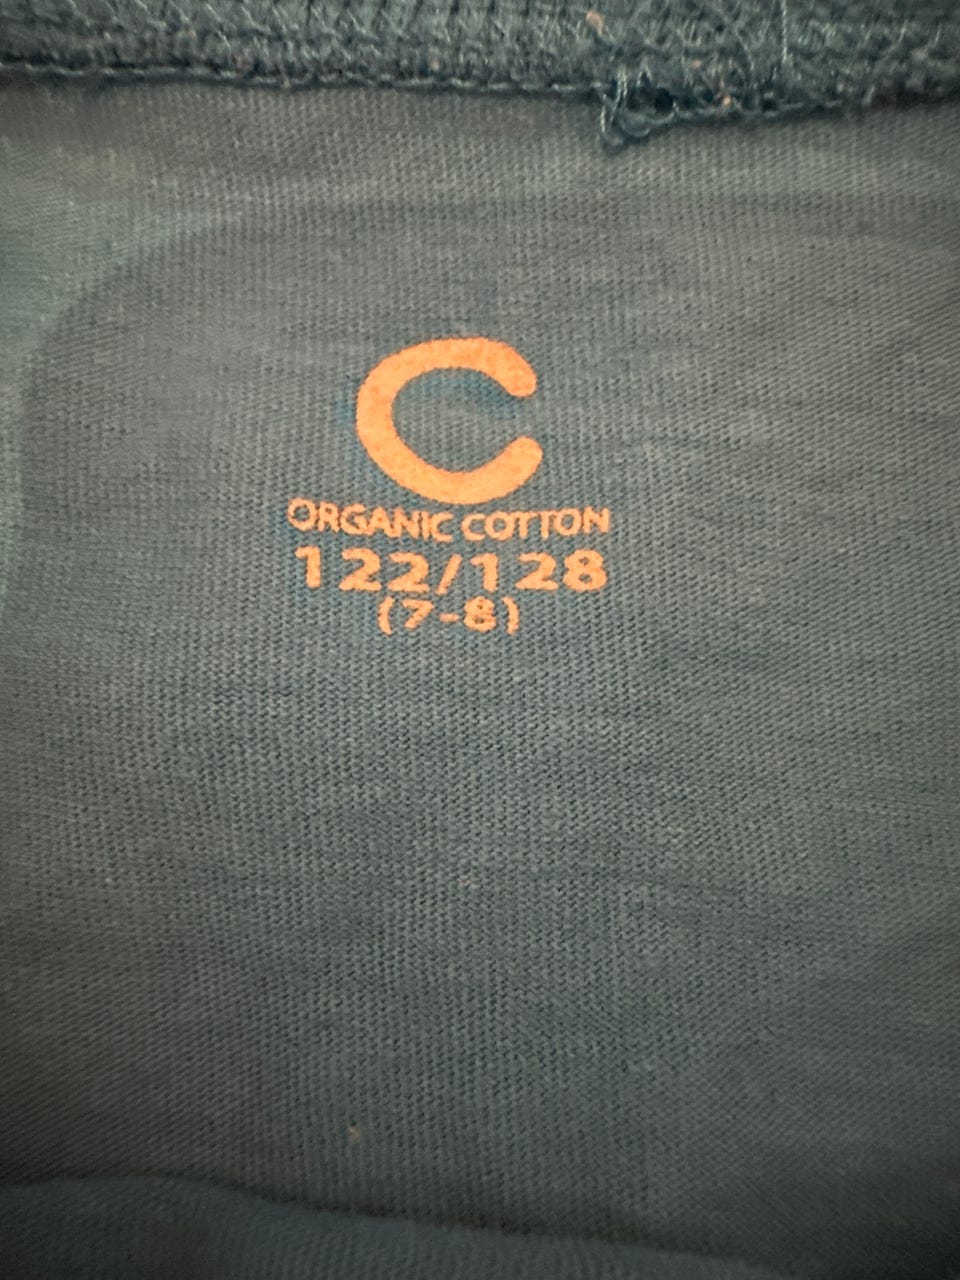 C
ORGANIC COTTON
122/128
(7-8)